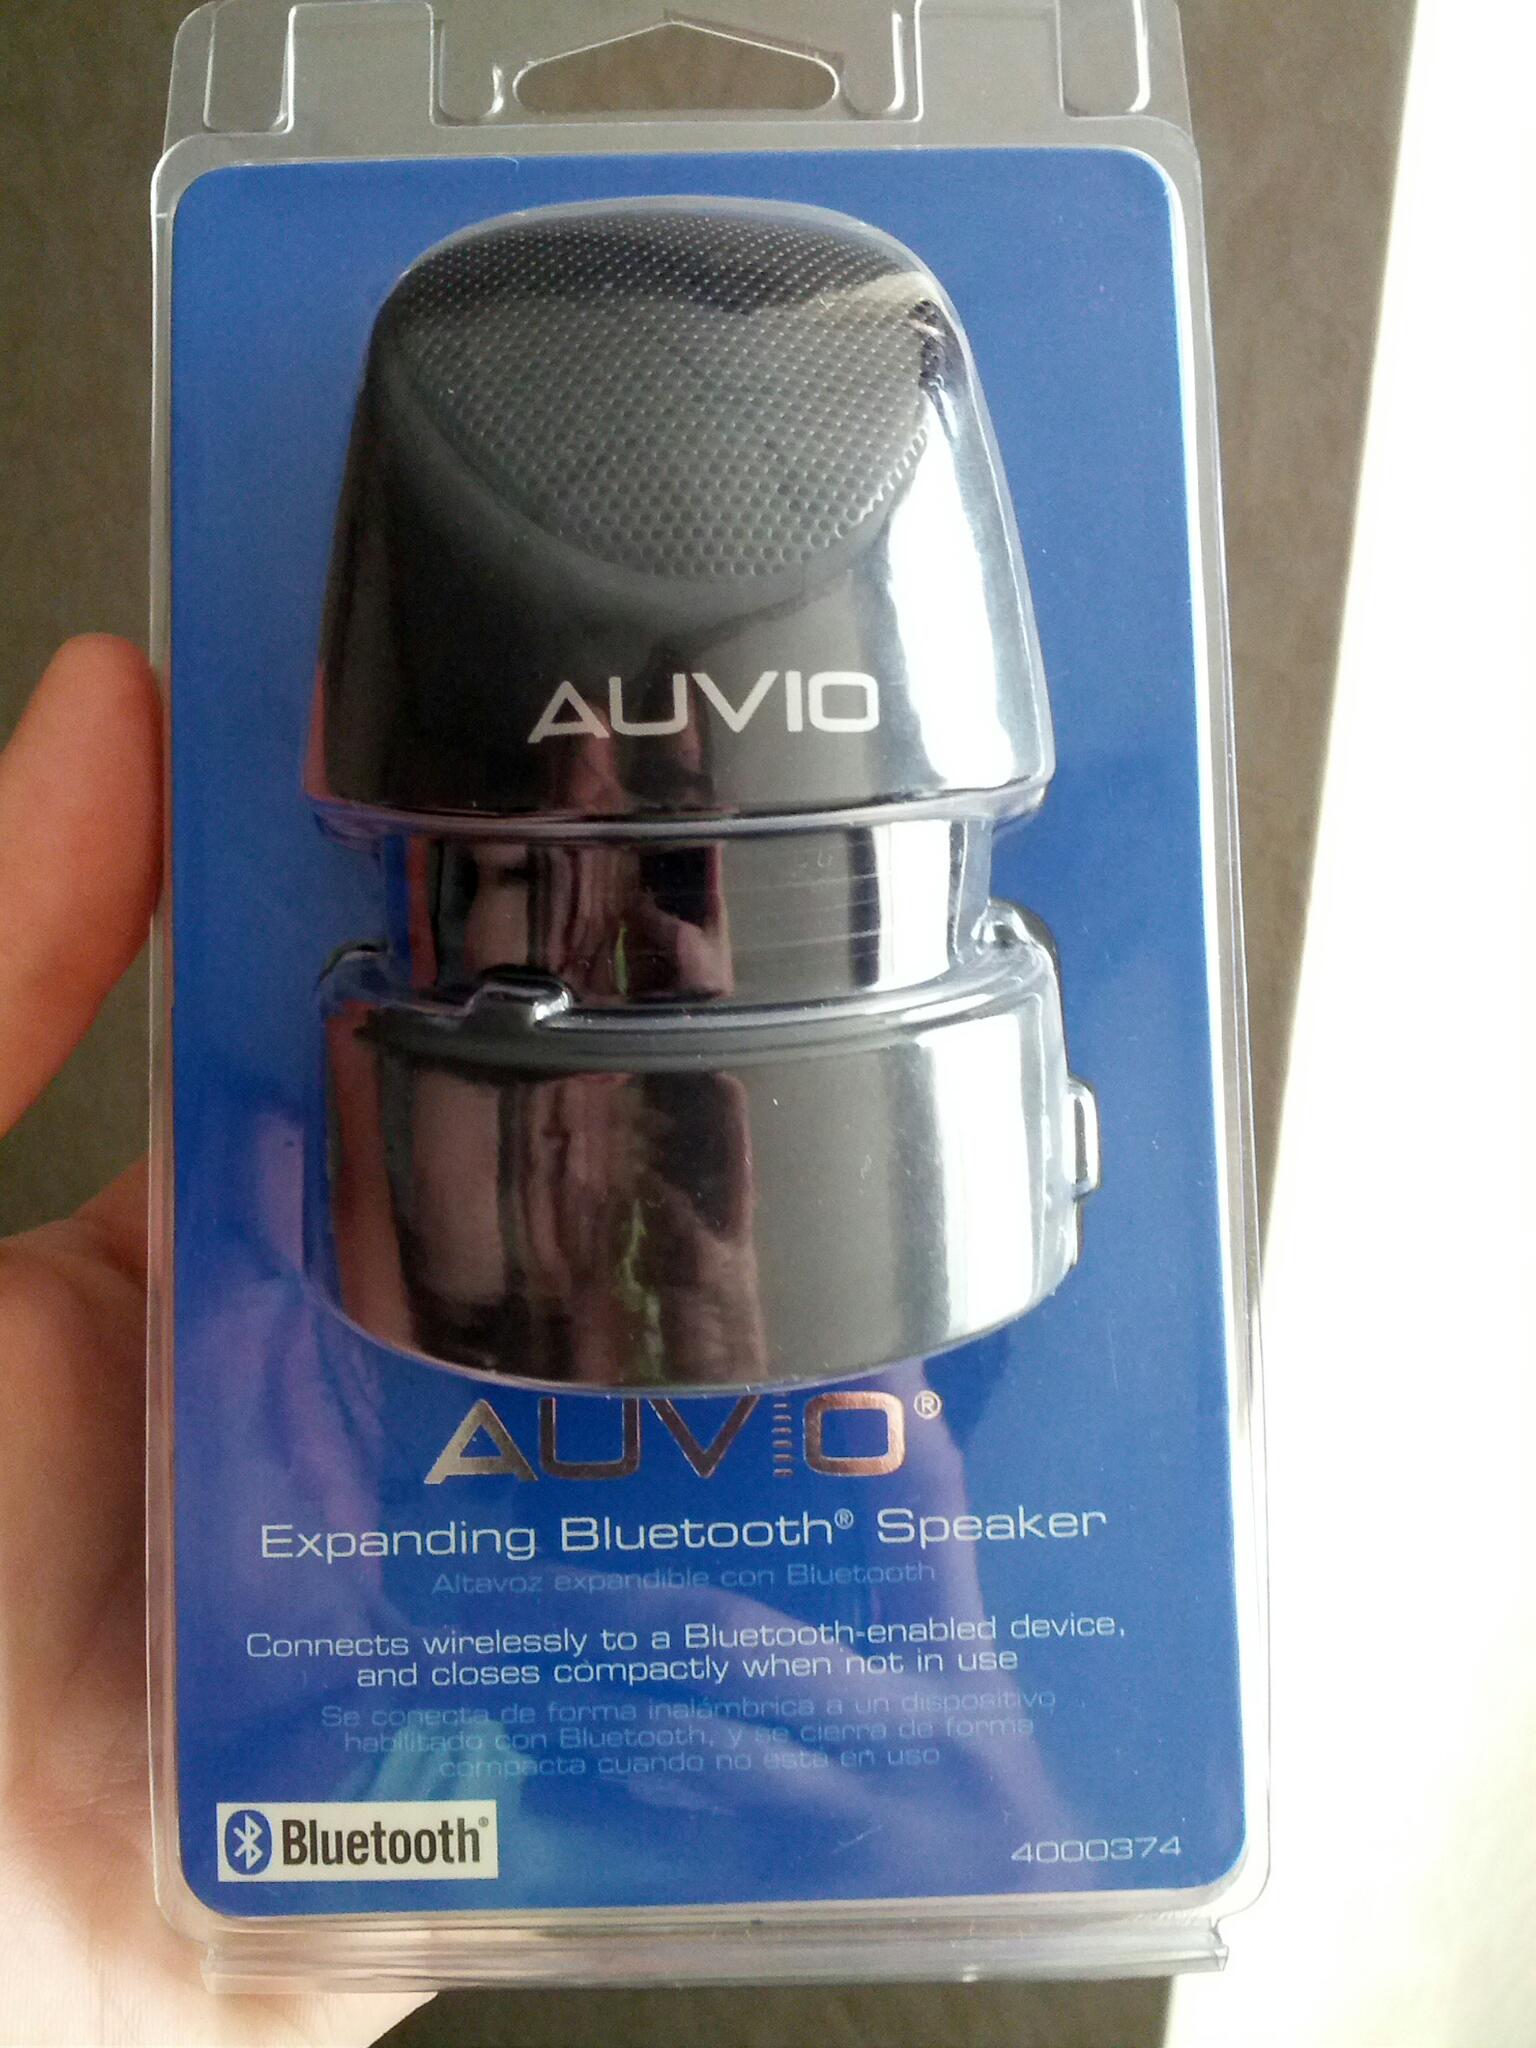 AUVIO
AUVIO®
Expanding Bluetooth® Speaker
Altavoz expandible con Bluetooth
Connects wirelessly to a Bluetooth-enabled device,
and closes compactly when not in use
Se conecta de forma inalámbrica a un dispositivo
habilitado con Bluetooth, y se cierra de forma
compacta cuando no está en uso
Bluetooth®
4000374